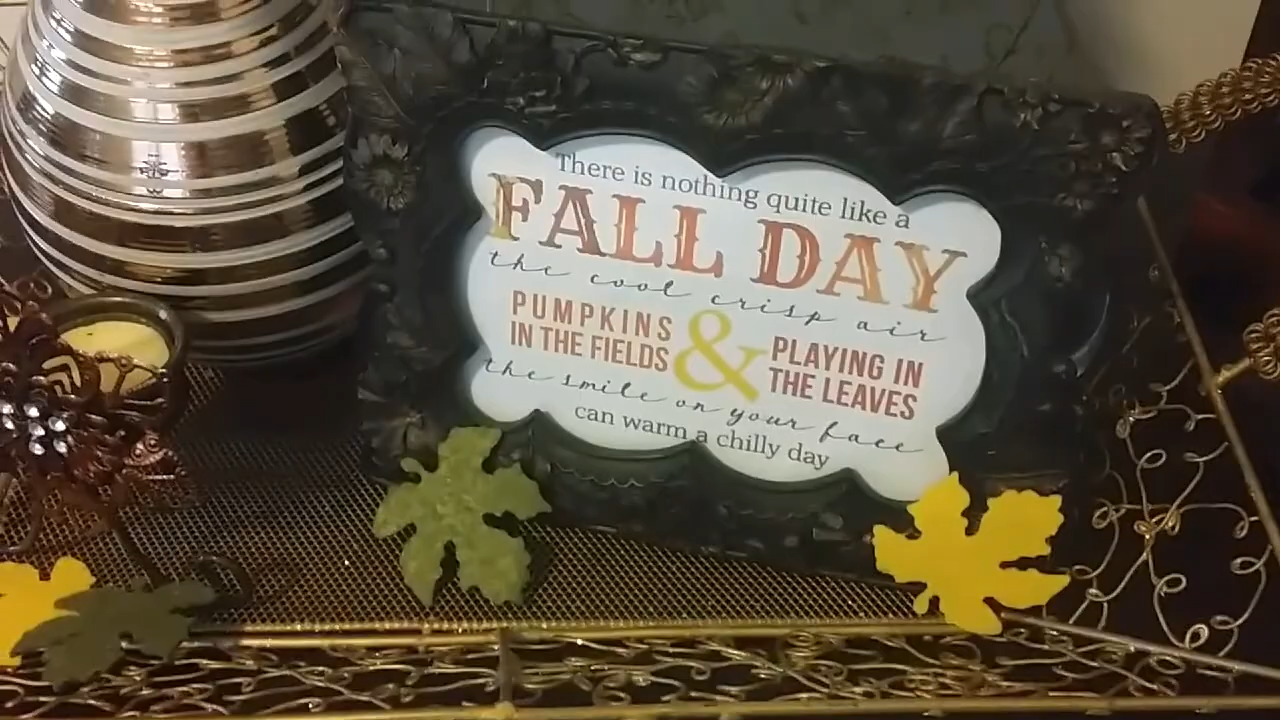 There is nothing quite like a
FALL DAY
the cool crisp air
PUMPKINS
IN THE FIELDS
&
PLAYING IN
THE LEAVES
the smile on your face
can warm a chilly day